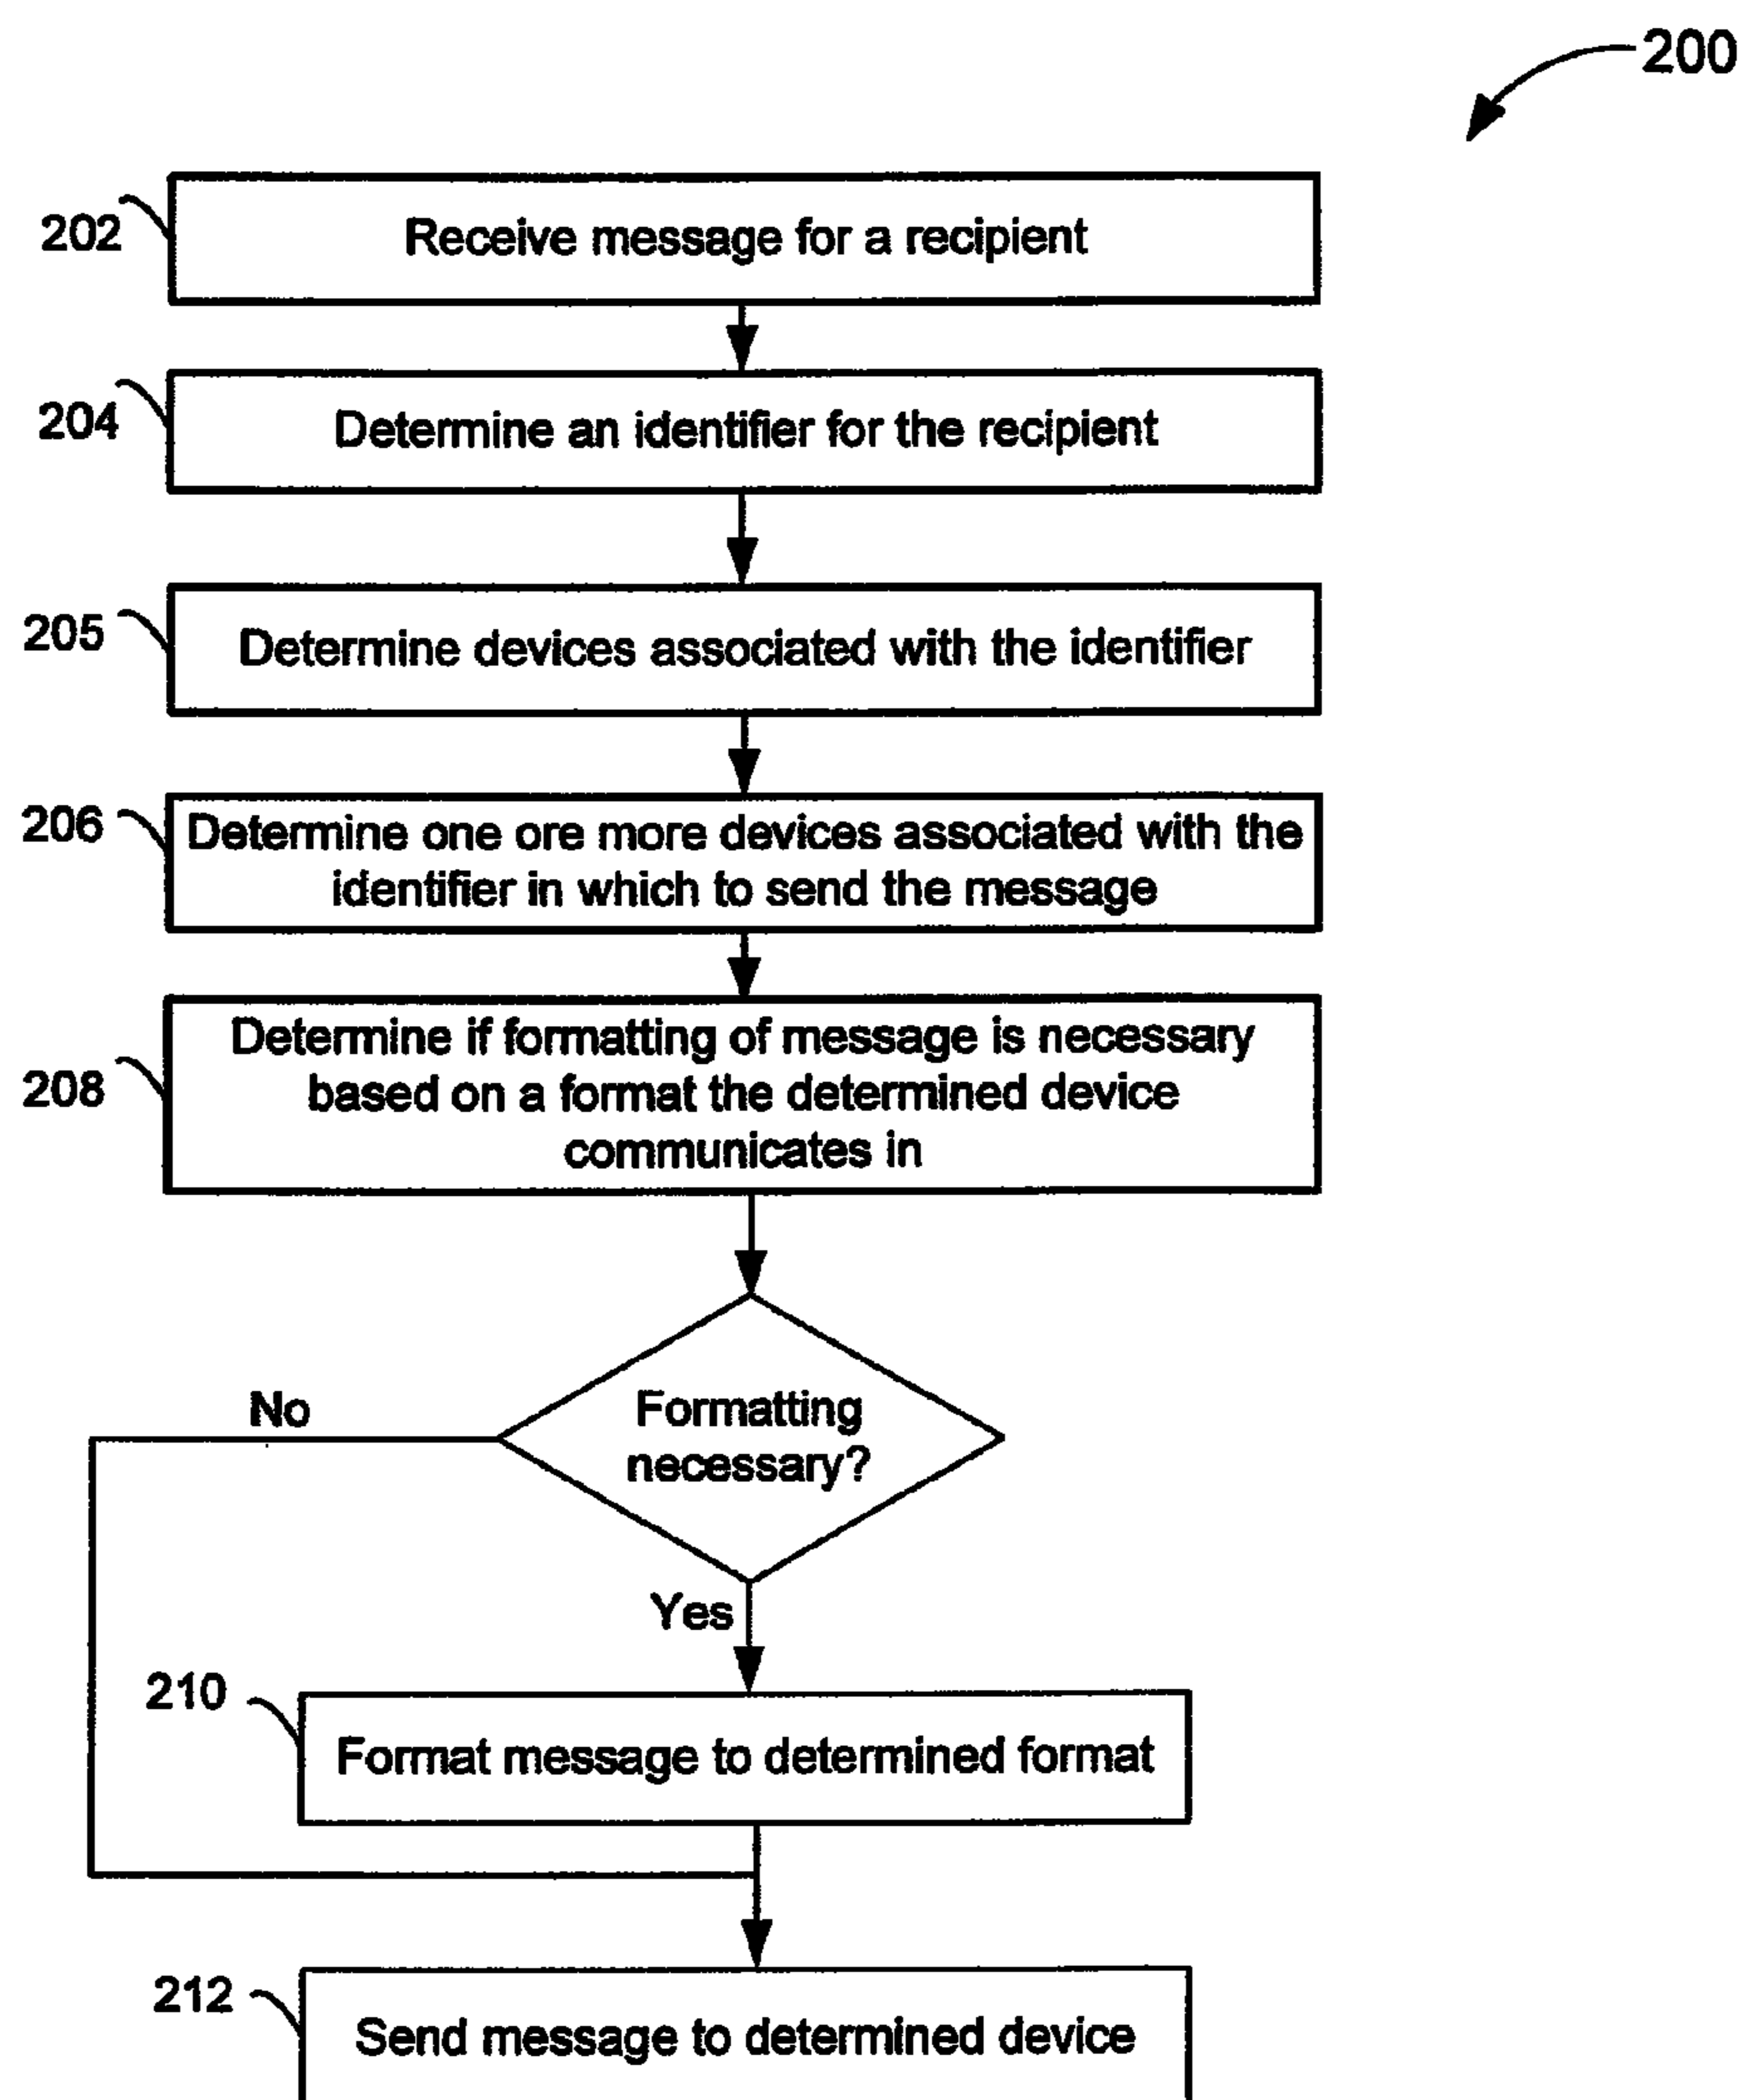 200
202
Receive message for a recipient
204
Determine an identifier for the recipient
205
Determine devices associated with the identifier
206
Determine one ore more devices associated with the
identifier in which to send the message
208
Determine if formatting of message is necessary
based on a format the determined device
communicates in
Formatting
necessary?
No
Yes
210
Format message to determined format
212
Send message to determined device